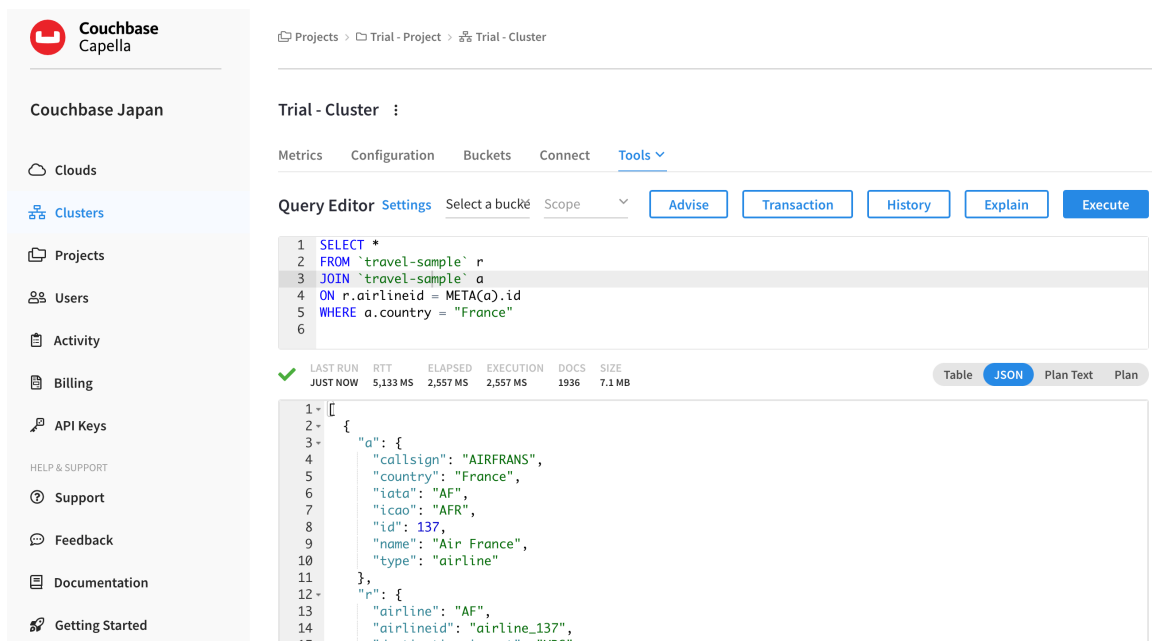 Couchbase
Capella
Couchbase Japan
Clouds
Clusters
Projects
Users
Activity
Billing
API Keys
HELP & SUPPORT
Support
Feedback
Documentation
Getting Started
Projects > Trial - Project > Trial - Cluster
Trial - Cluster
Metrics Configuration Buckets Connect Tools
Query Editor Settings Select a bucke Scope Advise Transaction History Explain Execute
1 SELECT *
2 FROM `travel-sample` r
3 JOIN `travel-sample` a
4 ON r.airlineid = META(a).id
5 WHERE a.country = "France"
6
LAST RUN RTT ELAPSED EXECUTION DOCS SIZE
JUST NOW 5,133 MS 2,557 MS 2,557 MS 1936 7.1 MB
Table JSON Plan Text Plan
1 [
2 {
3 "a": {
4 "callsign": "AIRFRANS",
5 "country": "France",
6 "iata": "AF",
7 "icao": "AFR",
8 "id": 137,
9 "name": "Air France",
10 "type": "airline"
11 },
12 "r": {
13 "airline": "AF",
14 "airlineid": "airline_137",